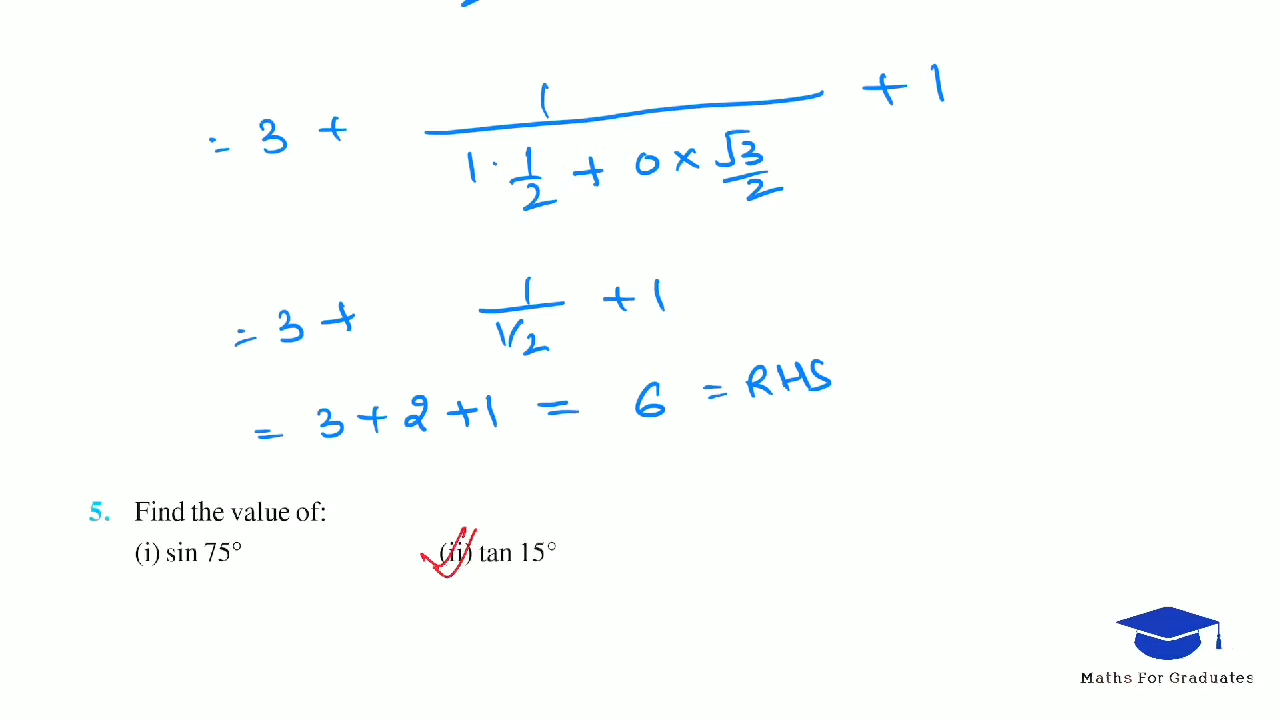 = 3 + 1 / (1 · 1/2 + 0 × √3/2) + 1
= 3 + 1 / (1/2) + 1
= 3 + 2 + 1 = 6 = RHS
5. Find the value of:
(i) sin 75° (ii) tan 15°
Maths For Graduates